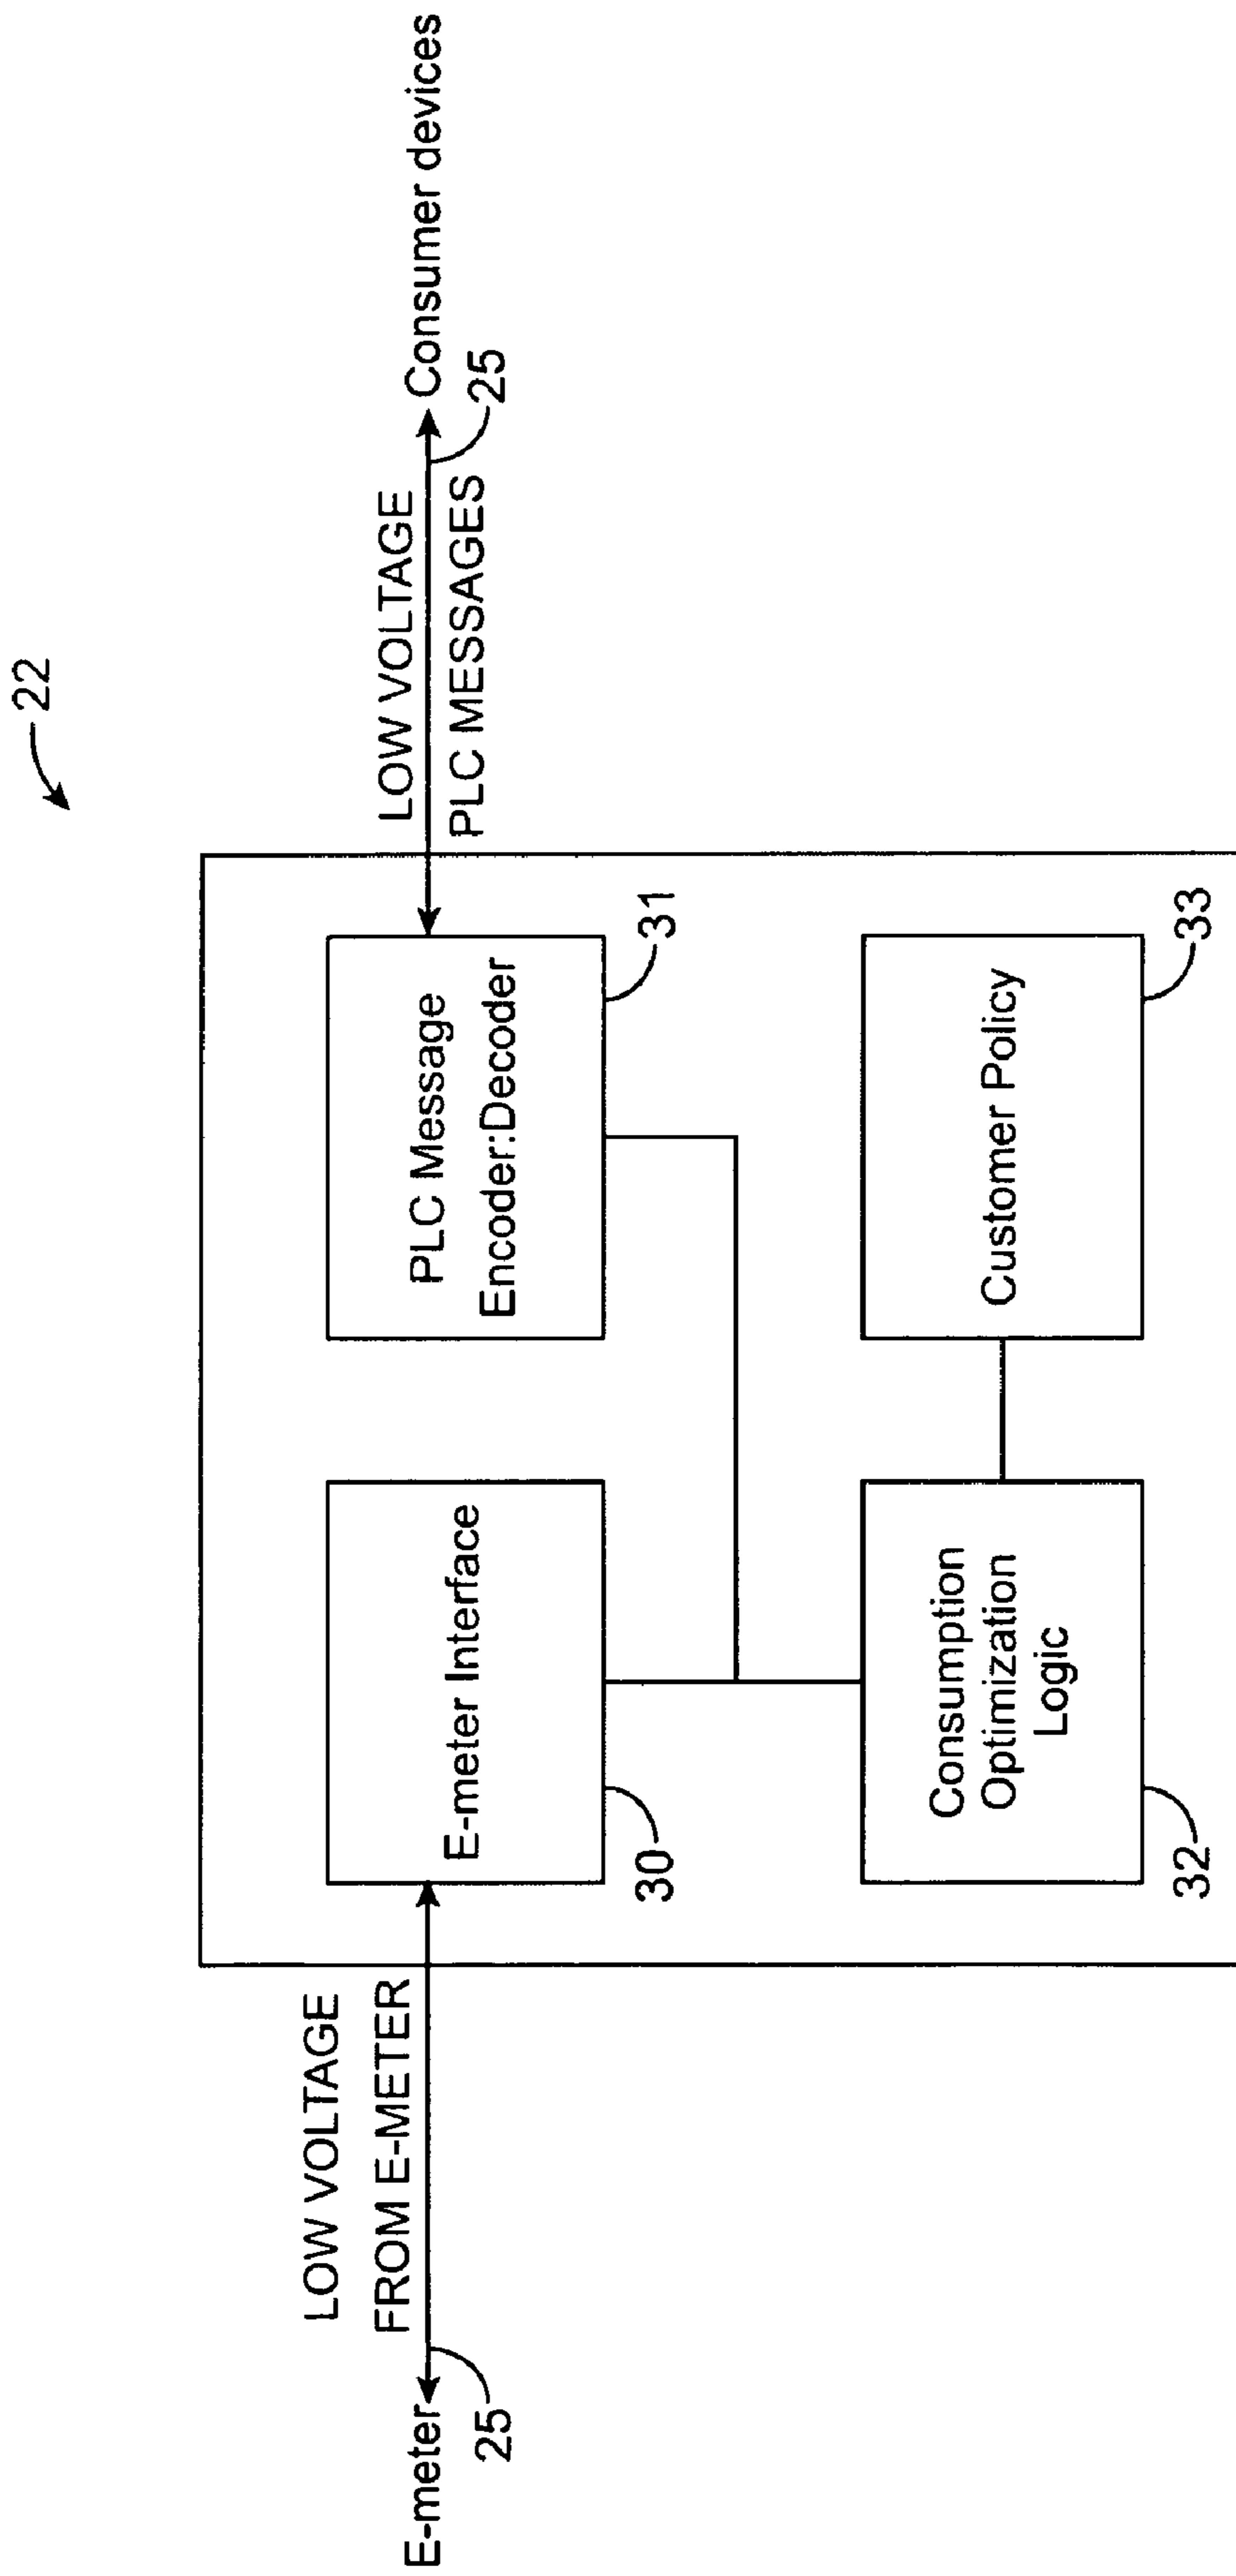 22
LOW VOLTAGE
FROM E-METER
E-meter
25
LOW VOLTAGE
PLC MESSAGES
Consumer devices
25
E-meter Interface
30
PLC Message
Encoder:Decoder
31
Consumption
Optimization
Logic
32
Customer Policy
33